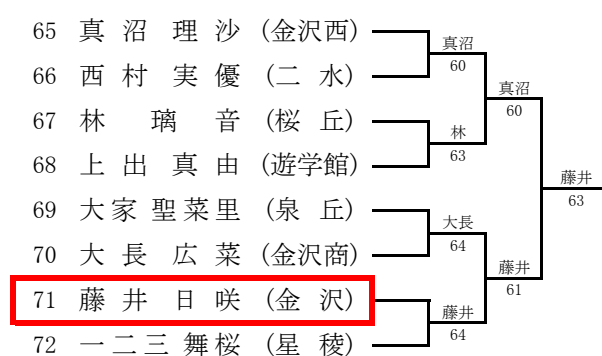 65 真沼 理沙 (金沢西)
66 西村 実優 (二 水)
67 林 璃音 (桜 丘)
68 上出 真由 (遊学館)
69 大家 聖菜里 (泉 丘)
70 大長 広菜 (金沢商)
71 藤井 日咲 (金 沢)
72 一二三 舞桜 (星 稜)
真沼
60
林
63
大長
64
藤井
64
真沼
60
藤井
61
藤井
63